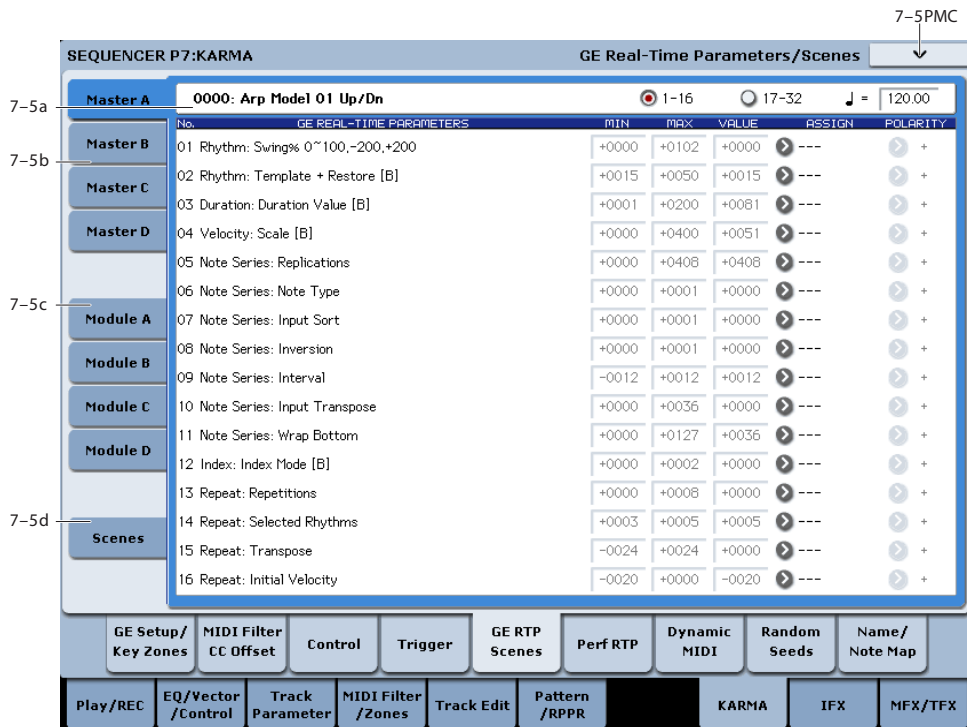 7–5PMC
SEQUENCER P7:KARMA GE Real-Time Parameters/Scenes
7–5a
7–5b
7–5c
7–5d
Master A
Master B
Master C
Master D
Module A
Module B
Module C
Module D
Scenes
0000: Arp Model 01 Up/Dn 1-16 17-32 ♩ = 120.00
No. GE REAL-TIME PARAMETERS MIN MAX VALUE ASSIGN POLARITY
01 Rhythm: Swing% 0~100,-200,+200 +0000 +0102 +0000 --- +
02 Rhythm: Template + Restore [B] +0015 +0050 +0015 --- +
03 Duration: Duration Value [B] +0001 +0200 +0081 --- +
04 Velocity: Scale [B] +0000 +0400 +0051 --- +
05 Note Series: Replications +0000 +0408 +0408 --- +
06 Note Series: Note Type +0000 +0001 +0000 --- +
07 Note Series: Input Sort +0000 +0001 +0000 --- +
08 Note Series: Inversion +0000 +0001 +0000 --- +
09 Note Series: Interval -0012 +0012 +0012 --- +
10 Note Series: Input Transpose +0000 +0036 +0000 --- +
11 Note Series: Wrap Bottom +0000 +0127 +0036 --- +
12 Index: Index Mode [B] +0000 +0002 +0000 --- +
13 Repeat: Repetitions +0000 +0008 +0000 --- +
14 Repeat: Selected Rhythms +0003 +0005 +0005 --- +
15 Repeat: Transpose -0024 +0024 +0000 --- +
16 Repeat: Initial Velocity -0020 +0000 -0020 --- +
GE Setup/ Key Zones
MIDI Filter CC Offset
Control
Trigger
GE RTP Scenes
Perf RTP
Dynamic MIDI
Random Seeds
Name/ Note Map
Play/REC
EQ/Vector /Control
Track Parameter
MIDI Filter /Zones
Track Edit
Pattern /RPPR
KARMA
IFX
MFX/TFX